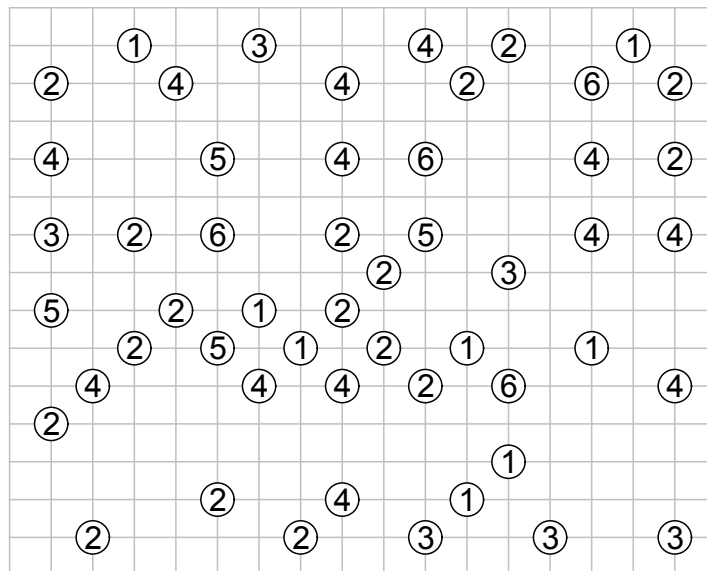 1 3 4 2 1
2 4 4 2 6 2
4 5 4 6 4 2
3 2 6 2 5 4 4
2 3
5 2 1 2
2 5 1 2 1 1
4 4 4 2 6 4
2
1
2 4 1
2 2 3 3 3